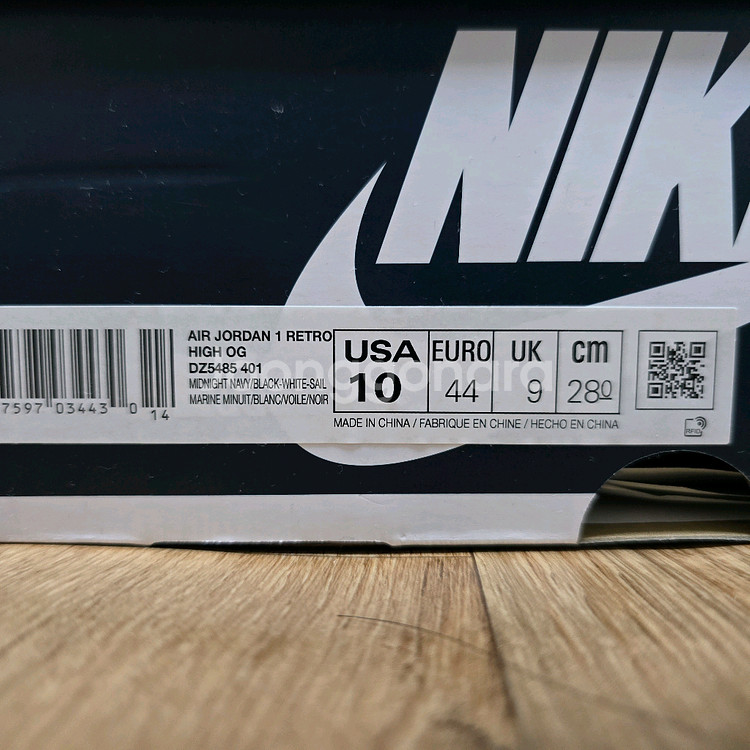 NIK
AIR JORDAN 1 RETRO
HIGH OG
DZ5485 401
MIDNIGHT NAVY/BLACK-WHITE-SAIL
MARINE MINUIT/BLANC/VOILE/NOIR
USA
10
EURO
44
UK
9
cm
280
7597 03443 0 14
MADE IN CHINA / FABRIQUE EN CHINE / HECHO EN CHINA
RFID